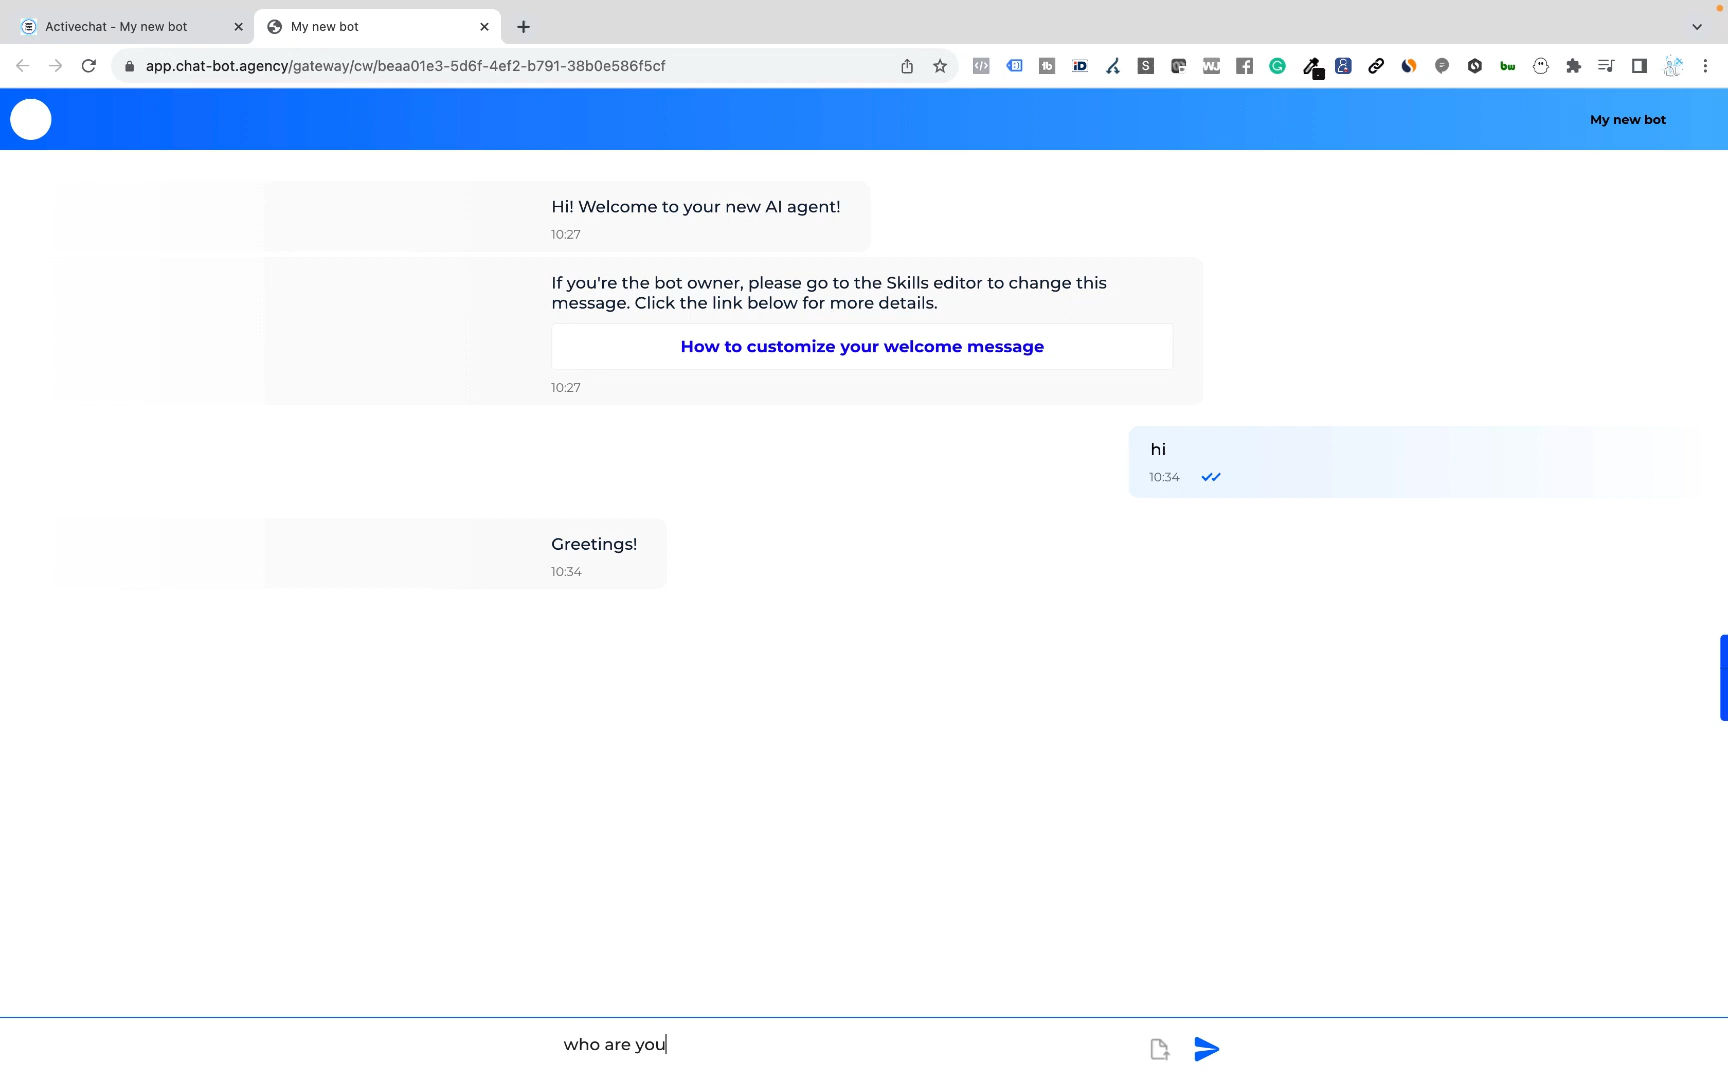 Activechat - My new bot
My new bot
app.chat-bot.agency/gateway/cw/beaa01e3-5d6f-4ef2-b791-38b0e586f5cf
My new bot
Hi! Welcome to your new AI agent!
10:27
If you're the bot owner, please go to the Skills editor to change this
message. Click the link below for more details.
How to customize your welcome message
10:27
hi
10:34
Greetings!
10:34
who are you